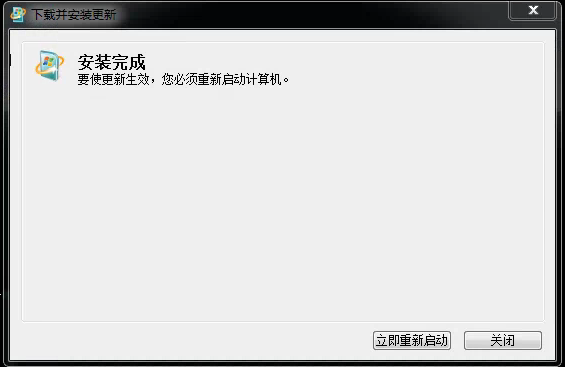 下载并安装更新
安装完成
要使更新生效，您必须重新启动计算机。
立即重新启动
关闭